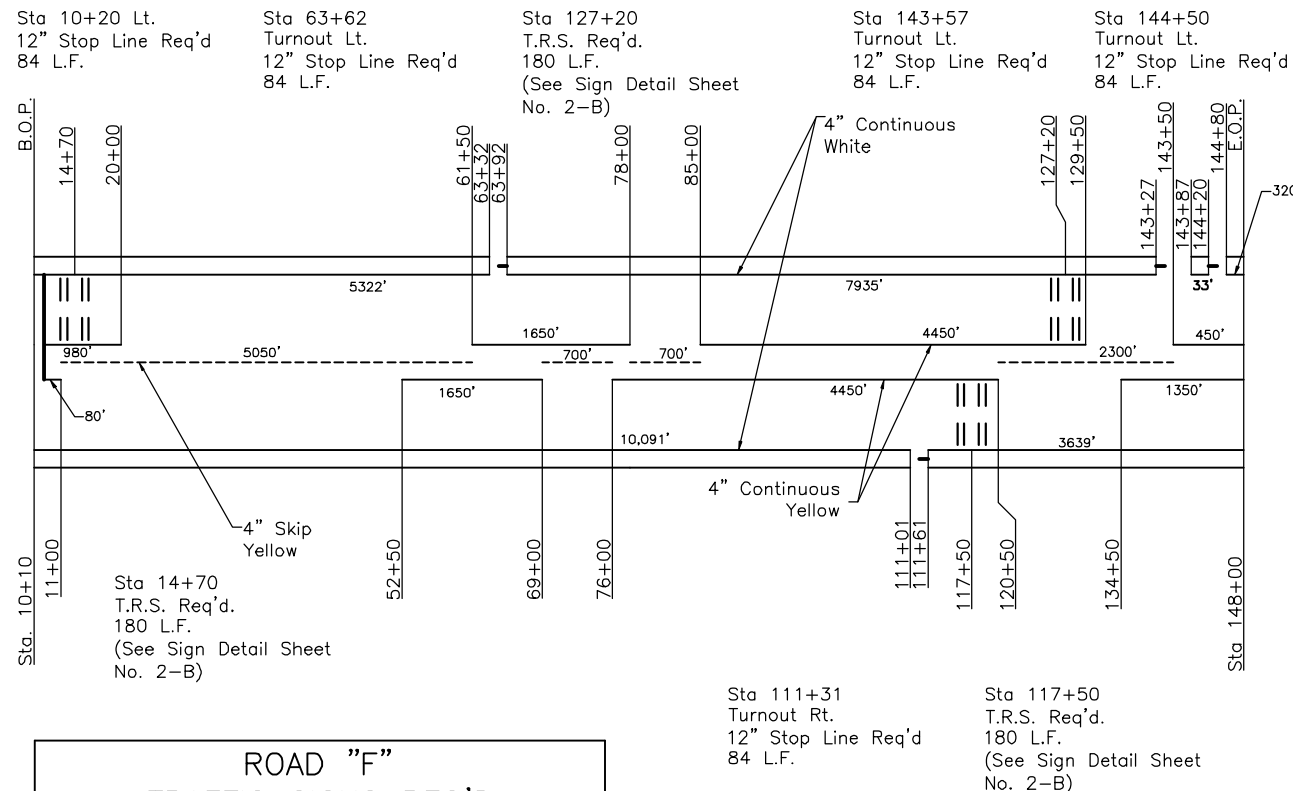 Sta 10+20 Lt.
12" Stop Line Req'd
84 L.F.
Sta 63+62
Turnout Lt.
12" Stop Line Req'd
84 L.F.
Sta 127+20
T.R.S. Req'd.
180 L.F.
(See Sign Detail Sheet
No. 2-B)
Sta 143+57
Turnout Lt.
12" Stop Line Req'd
84 L.F.
Sta 144+50
Turnout Lt.
12" Stop Line Req'd
84 L.F.
B.O.P.
14+70
20+00
61+50
63+32
63+92
78+00
85+00
4" Continuous
White
127+20
129+50
143+27
143+50
143+87
144+20
144+80
E.O.P.
320
5322'
7935'
33'
980'
5050'
1650'
700'
700'
4450'
2300'
450'
80'
1650'
4450'
1350'
10,091'
3639'
4" Skip
Yellow
4" Continuous
Yellow
Sta. 10+10
11+00
52+50
69+00
76+00
111+01
111+61
117+50
120+50
134+50
Sta 148+00
Sta 14+70
T.R.S. Req'd.
180 L.F.
(See Sign Detail Sheet
No. 2-B)
Sta 111+31
Turnout Rt.
12" Stop Line Req'd
84 L.F.
Sta 117+50
T.R.S. Req'd.
180 L.F.
(See Sign Detail Sheet
No. 2-B)
ROAD "F"